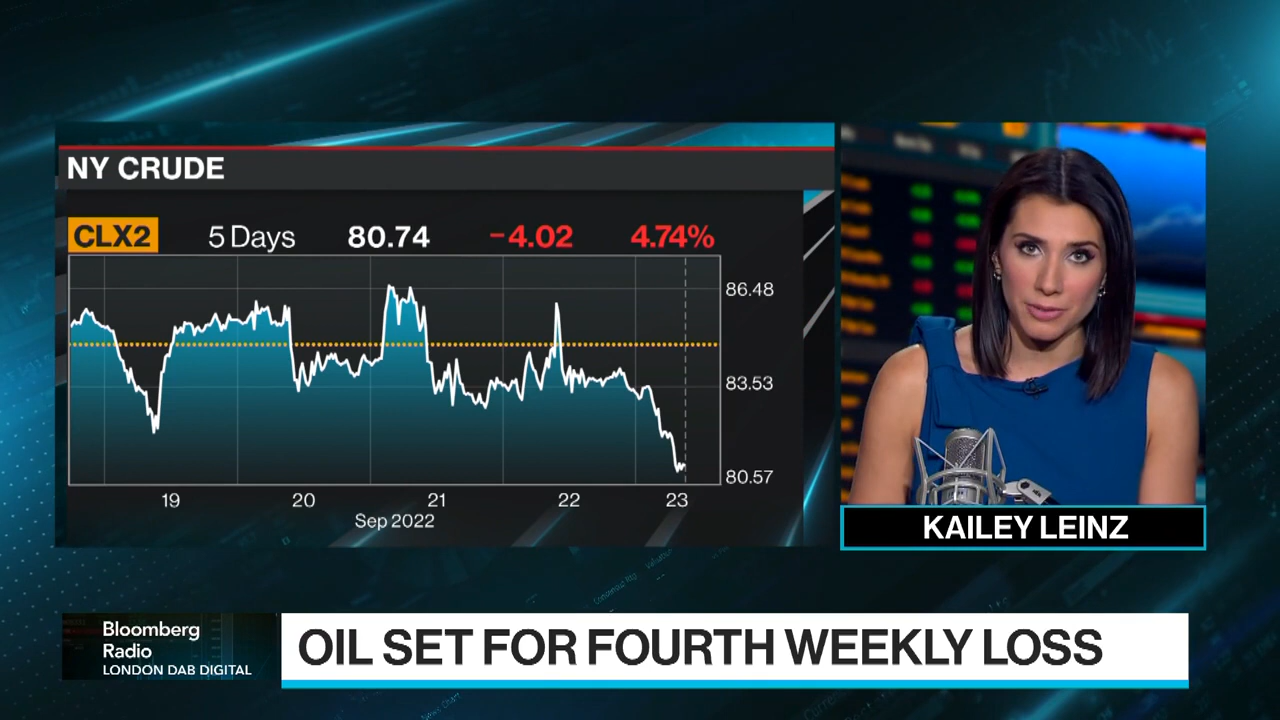 NY CRUDE
CLX2 5 Days 80.74 -4.02 4.74%
86.48
83.53
80.57
19 20 21 22 23
Sep 2022
KAILEY LEINZ
Bloomberg
Radio
LONDON DAB DIGITAL
OIL SET FOR FOURTH WEEKLY LOSS